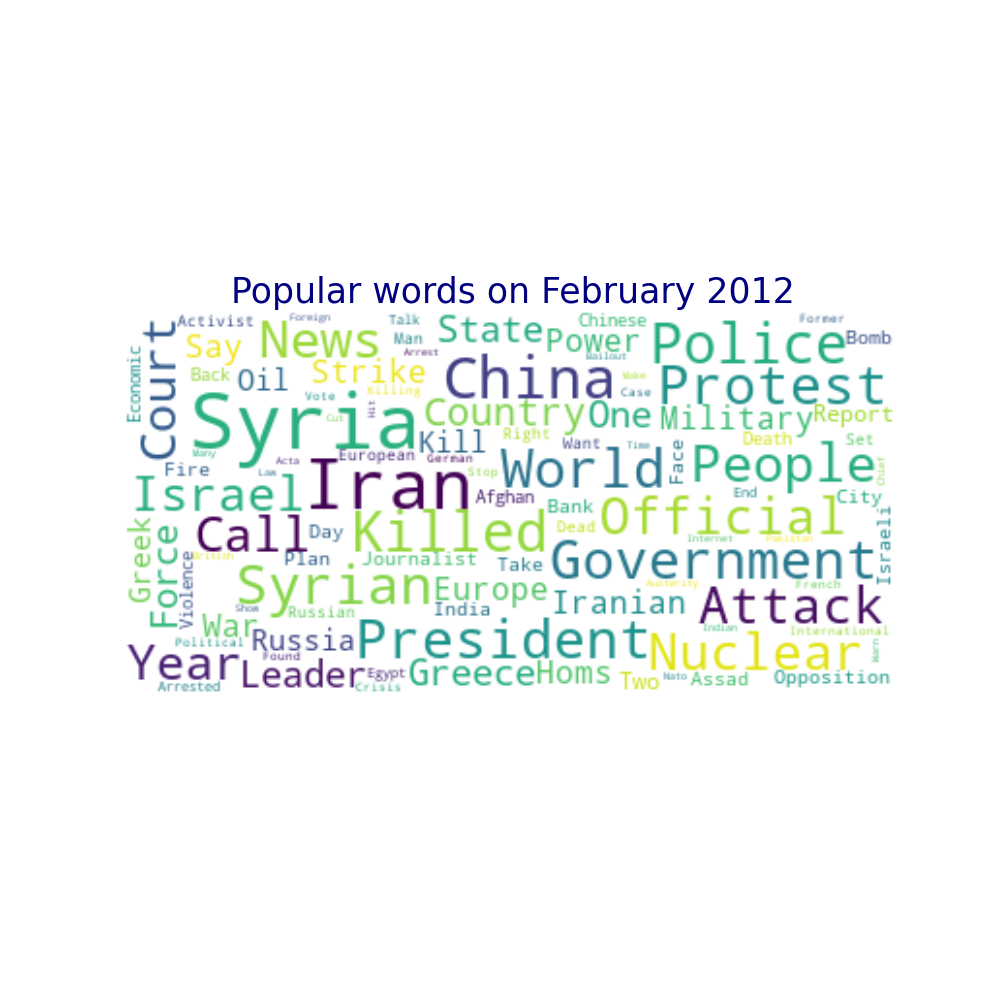 Popular words on February 2012
Activist Foreign Talk State Chinese Former
Court Say News Man Power Police Bomb
Economic Arrest Bailout
Back Oil Strike China Wake Protest
Vote Killing Case
Syria Hit Country One Military Report
Cut
Many Kill Right Want Time Face Death Set
Fire Law Acta European German Stop World People Chief
Israel Iran Afghan Bank End City
Greek Force Call Day Killed Dead Official Israeli
Violence British Plan Journalist Take Government Internet Pakistan
Syrian Europe Austerity French
Show Russian India Iranian Attack
War Political Russia President Indian International Warn
Year Found Leader Egypt Greece Homs Nuclear
Arrested Crisis Two Nato Assad Opposition